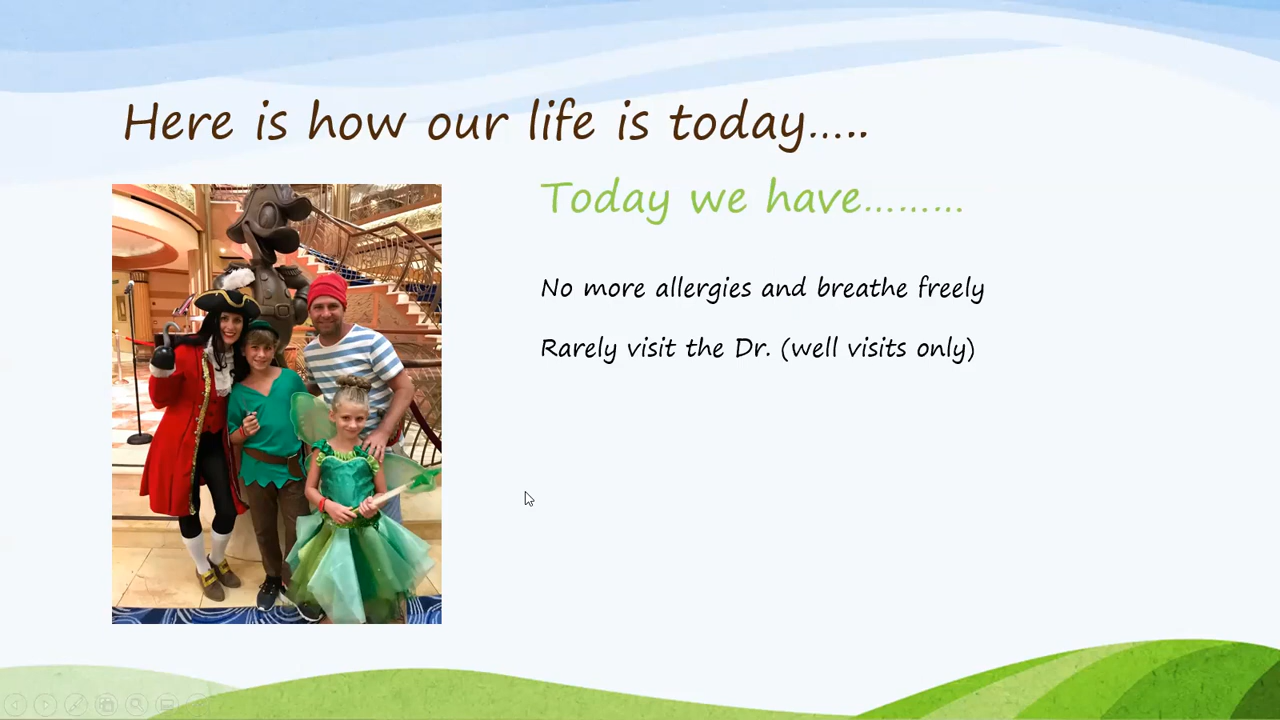 Here is how our life is today.....
Today we have.........
No more allergies and breathe freely
Rarely visit the Dr. (well visits only)